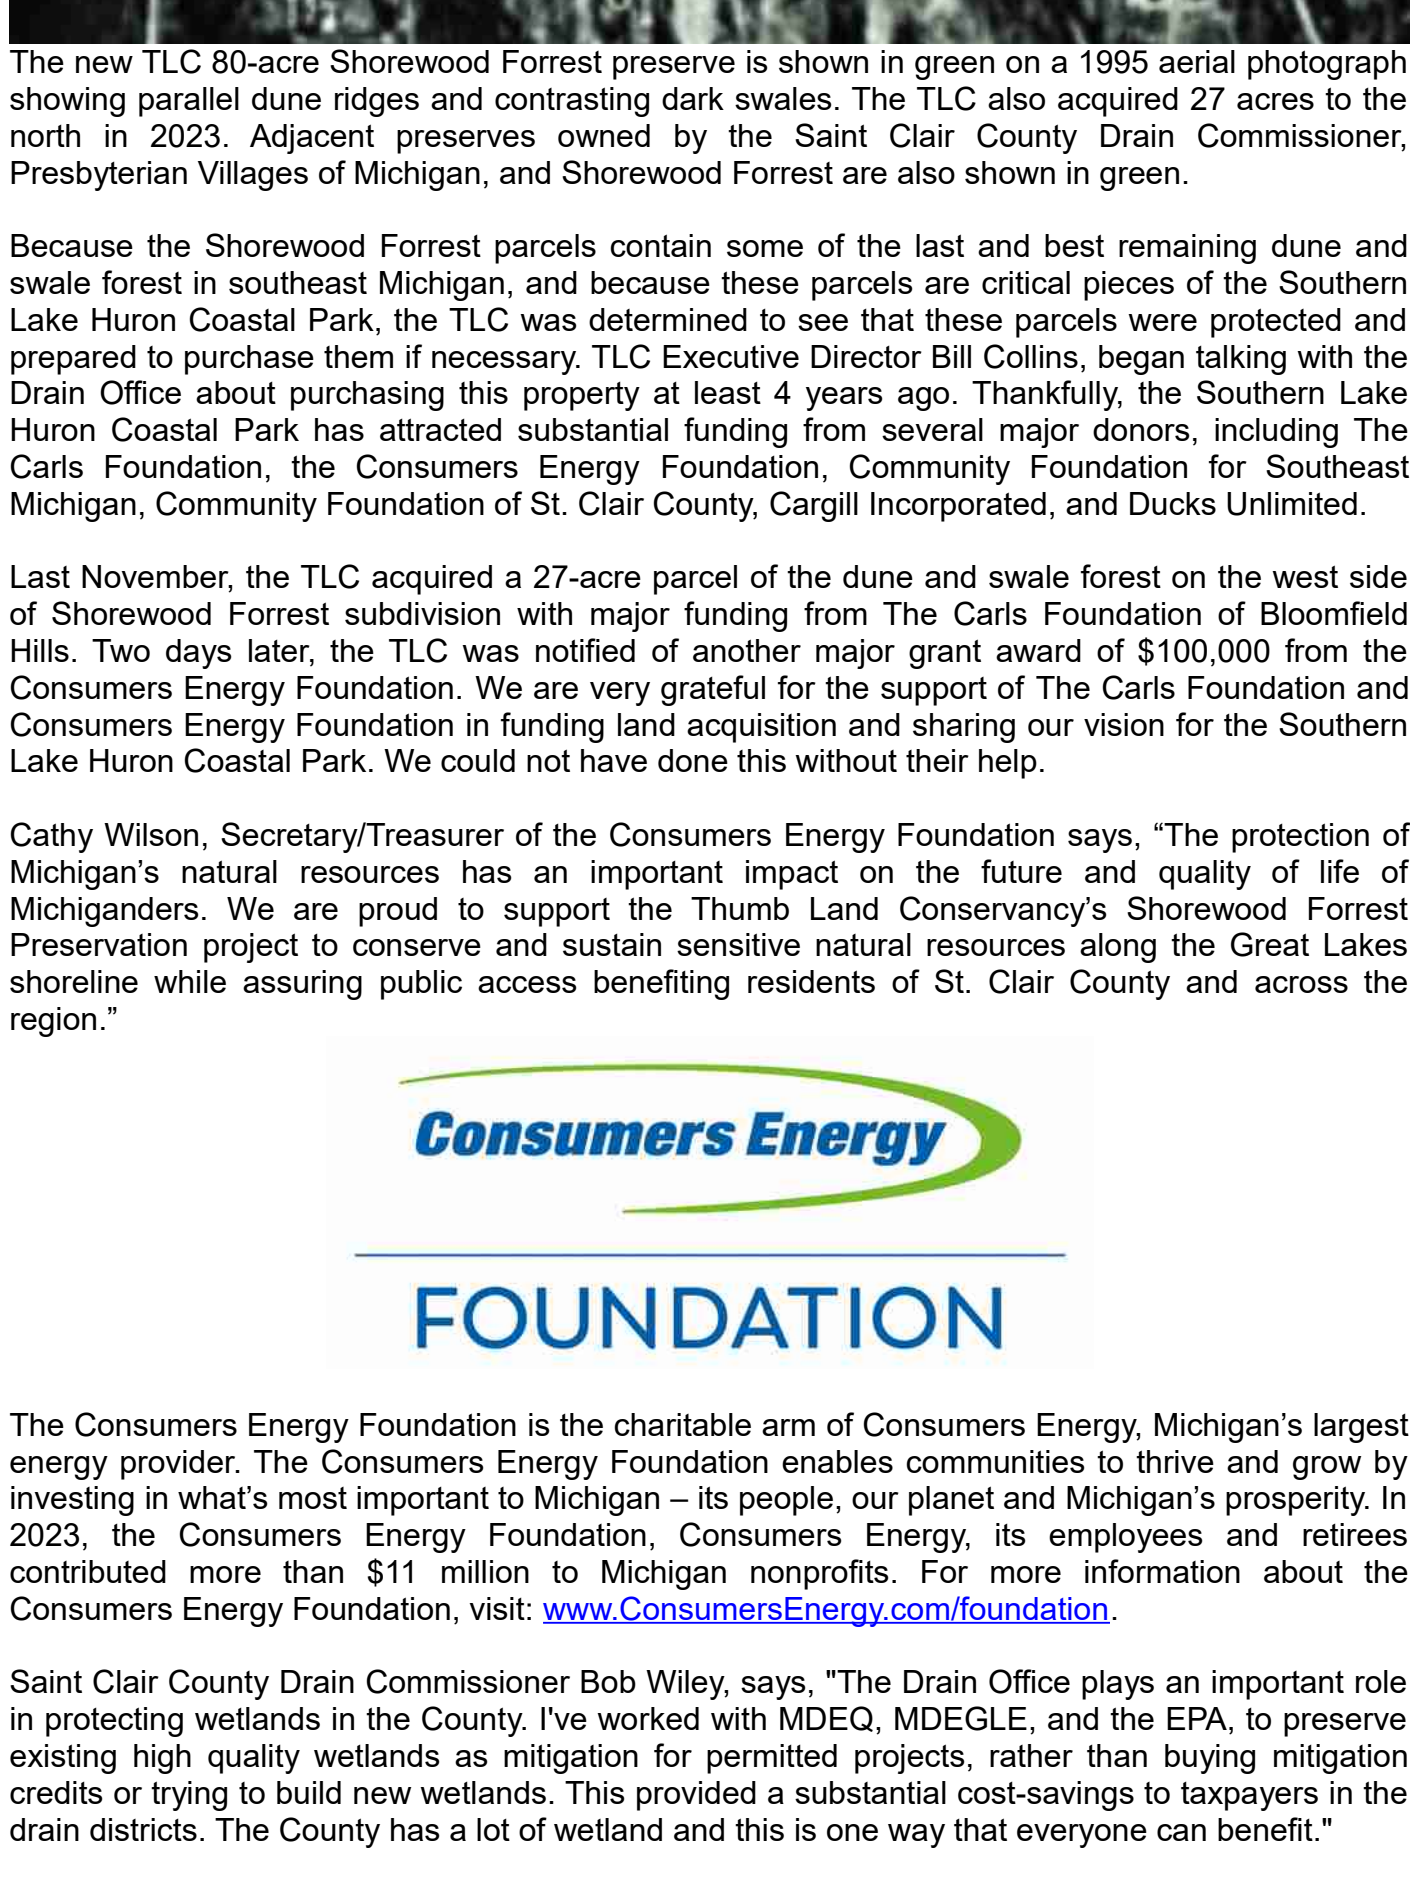 The new TLC 80-acre Shorewood Forrest preserve is shown in green on a 1995 aerial photograph
showing parallel dune ridges and contrasting dark swales. The TLC also acquired 27 acres to the
north in 2023. Adjacent preserves owned by the Saint Clair County Drain Commissioner,
Presbyterian Villages of Michigan, and Shorewood Forrest are also shown in green.
Because the Shorewood Forrest parcels contain some of the last and best remaining dune and
swale forest in southeast Michigan, and because these parcels are critical pieces of the Southern
Lake Huron Coastal Park, the TLC was determined to see that these parcels were protected and
prepared to purchase them if necessary. TLC Executive Director Bill Collins, began talking with the
Drain Office about purchasing this property at least 4 years ago. Thankfully, the Southern Lake
Huron Coastal Park has attracted substantial funding from several major donors, including The
Carls Foundation, the Consumers Energy Foundation, Community Foundation for Southeast
Michigan, Community Foundation of St. Clair County, Cargill Incorporated, and Ducks Unlimited.
Last November, the TLC acquired a 27-acre parcel of the dune and swale forest on the west side
of Shorewood Forrest subdivision with major funding from The Carls Foundation of Bloomfield
Hills. Two days later, the TLC was notified of another major grant award of $100,000 from the
Consumers Energy Foundation. We are very grateful for the support of The Carls Foundation and
Consumers Energy Foundation in funding land acquisition and sharing our vision for the Southern
Lake Huron Coastal Park. We could not have done this without their help.
Cathy Wilson, Secretary/Treasurer of the Consumers Energy Foundation says, “The protection of
Michigan’s natural resources has an important impact on the future and quality of life of
Michiganders. We are proud to support the Thumb Land Conservancy’s Shorewood Forrest
Preservation project to conserve and sustain sensitive natural resources along the Great Lakes
shoreline while assuring public access benefiting residents of St. Clair County and across the
region.”
Consumers Energy
FOUNDATION
The Consumers Energy Foundation is the charitable arm of Consumers Energy, Michigan’s largest
energy provider. The Consumers Energy Foundation enables communities to thrive and grow by
investing in what’s most important to Michigan – its people, our planet and Michigan’s prosperity. In
2023, the Consumers Energy Foundation, Consumers Energy, its employees and retirees
contributed more than $11 million to Michigan nonprofits. For more information about the
Consumers Energy Foundation, visit: www.ConsumersEnergy.com/foundation.
Saint Clair County Drain Commissioner Bob Wiley, says, "The Drain Office plays an important role
in protecting wetlands in the County. I've worked with MDEQ, MDEGLE, and the EPA, to preserve
existing high quality wetlands as mitigation for permitted projects, rather than buying mitigation
credits or trying to build new wetlands. This provided a substantial cost-savings to taxpayers in the
drain districts. The County has a lot of wetland and this is one way that everyone can benefit."